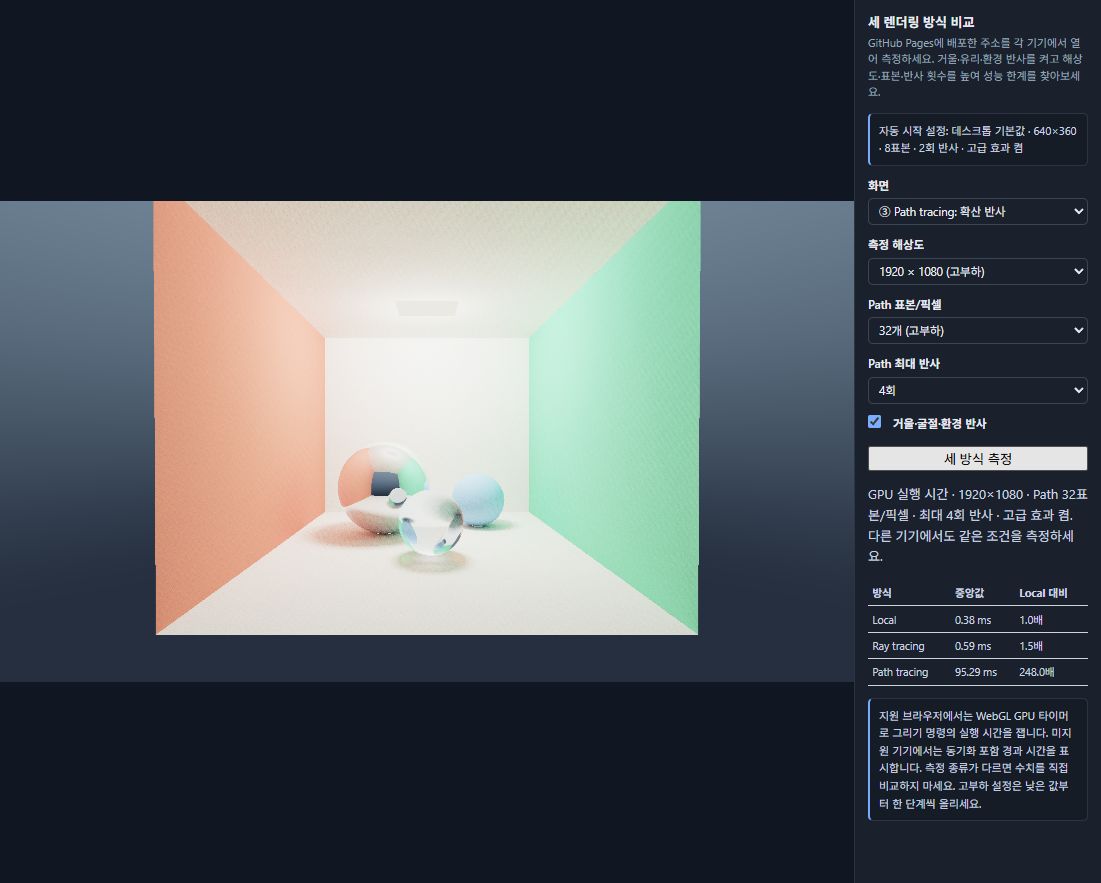 세 렌더링 방식 비교
GitHub Pages에 배포한 주소를 각 기기에서 열
어 측정하세요. 거울·유리·환경 반사를 켜고 해상
도·표본·반사 횟수를 높여 성능 한계를 찾아보세
요.
자동 시작 설정: 데스크톱 기본값 · 640×360
· 8표본 · 2회 반사 · 고급 효과 켬
화면
③ Path tracing: 확산 반사
측정 해상도
1920 × 1080 (고부하)
Path 표본/픽셀
32개 (고부하)
Path 최대 반사
4회
거울·굴절·환경 반사
세 방식 측정
GPU 실행 시간 · 1920×1080 · Path 32표
본/픽셀 · 최대 4회 반사 · 고급 효과 켬.
다른 기기에서도 같은 조건을 측정하세
요.
방식 중앙값 Local 대비
Local 0.38 ms 1.0배
Ray tracing 0.59 ms 1.5배
Path tracing 95.29 ms 248.0배
지원 브라우저에서는 WebGL GPU 타이머
로 그리기 명령의 실행 시간을 잽니다. 미지
원 기기에서는 동기화 포함 경과 시간을 표
시합니다. 측정 종류가 다르면 수치를 직접
비교하지 마세요. 고부하 설정은 낮은 값부
터 한 단계씩 올리세요.